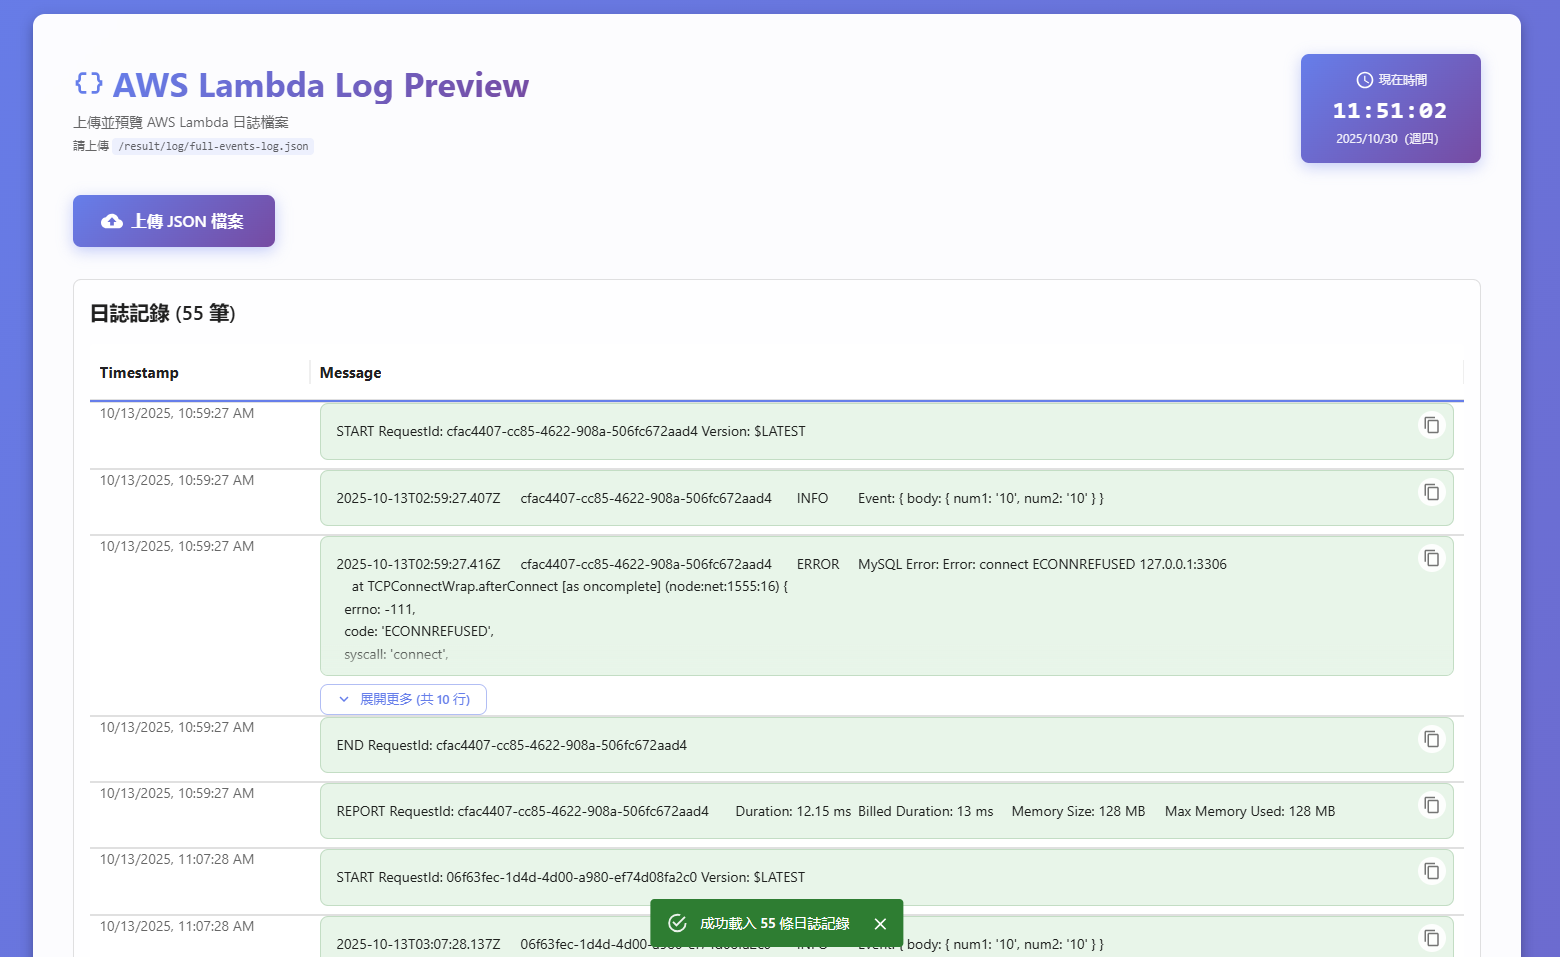 AWS Lambda Log Preview
上傳並預覽 AWS Lambda 日誌檔案
請上傳 /result/log/full-events-log.json
現在時間
11:51:02
2025/10/30 (週四)
上傳 JSON 檔案
日誌記錄 (55 筆)
Timestamp Message
10/13/2025, 10:59:27 AM
START RequestId: cfac4407-cc85-4622-908a-506fc672aad4 Version: $LATEST
10/13/2025, 10:59:27 AM
2025-10-13T02:59:27.407Z cfac4407-cc85-4622-908a-506fc672aad4 INFO Event: { body: { num1: '10', num2: '10' } }
10/13/2025, 10:59:27 AM
2025-10-13T02:59:27.416Z cfac4407-cc85-4622-908a-506fc672aad4 ERROR MySQL Error: Error: connect ECONNREFUSED 127.0.0.1:3306
at TCPConnectWrap.afterConnect [as oncomplete] (node:net:1555:16) {
errno: -111,
code: 'ECONNREFUSED',
syscall: 'connect',
展開更多 (共 10 行)
10/13/2025, 10:59:27 AM
END RequestId: cfac4407-cc85-4622-908a-506fc672aad4
10/13/2025, 10:59:27 AM
REPORT RequestId: cfac4407-cc85-4622-908a-506fc672aad4 Duration: 12.15 ms Billed Duration: 13 ms Memory Size: 128 MB Max Memory Used: 128 MB
10/13/2025, 11:07:28 AM
START RequestId: 06f63fec-1d4d-4d00-a980-ef74d08fa2c0 Version: $LATEST
10/13/2025, 11:07:28 AM
2025-10-13T03:07:28.137Z 06f63fec-1d4d-4d00-a980-ef74d08fa2c0 INFO Event: { body: { num1: '10', num2: '10' } }
成功載入 55 條日誌記錄